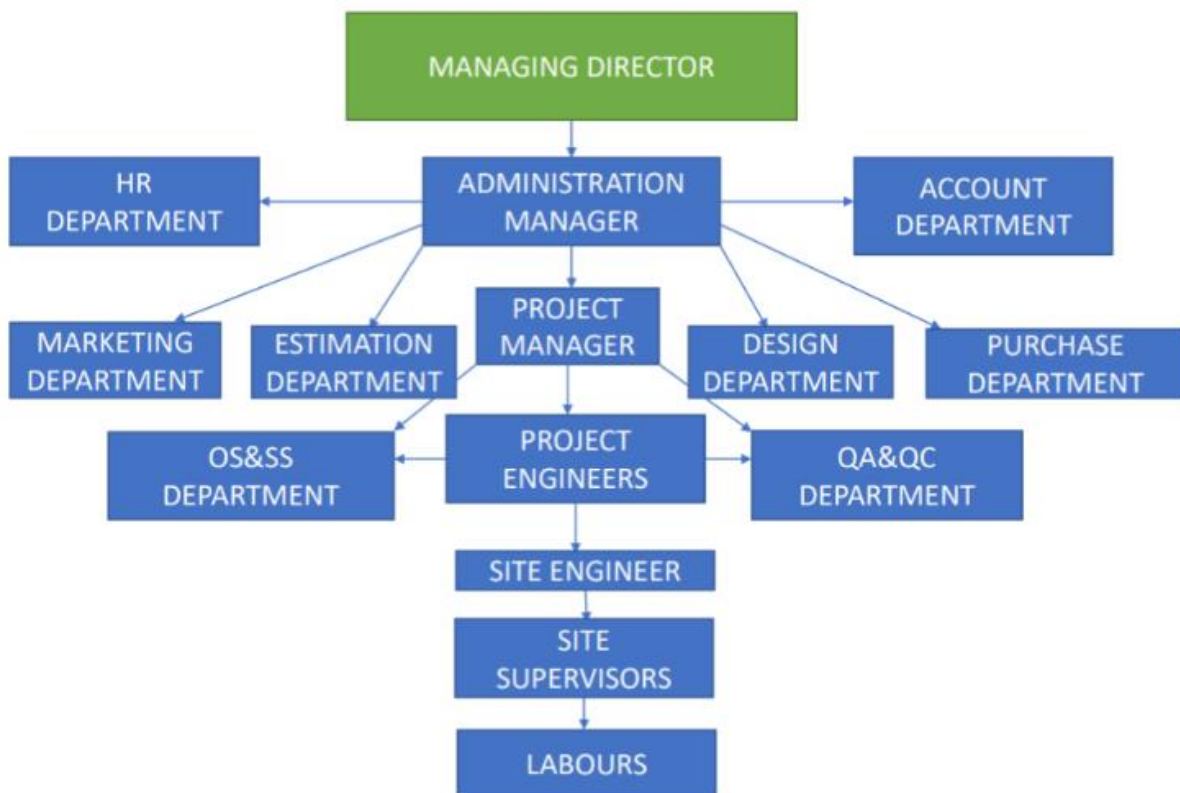 MANAGING DIRECTOR
HR
DEPARTMENT
ADMINISTRATION
MANAGER
ACCOUNT
DEPARTMENT
MARKETING
DEPARTMENT
ESTIMATION
DEPARTMENT
PROJECT
MANAGER
DESIGN
DEPARTMENT
PURCHASE
DEPARTMENT
OS&SS
DEPARTMENT
PROJECT
ENGINEERS
QA&QC
DEPARTMENT
SITE ENGINEER
SITE
SUPERVISORS
LABOURS